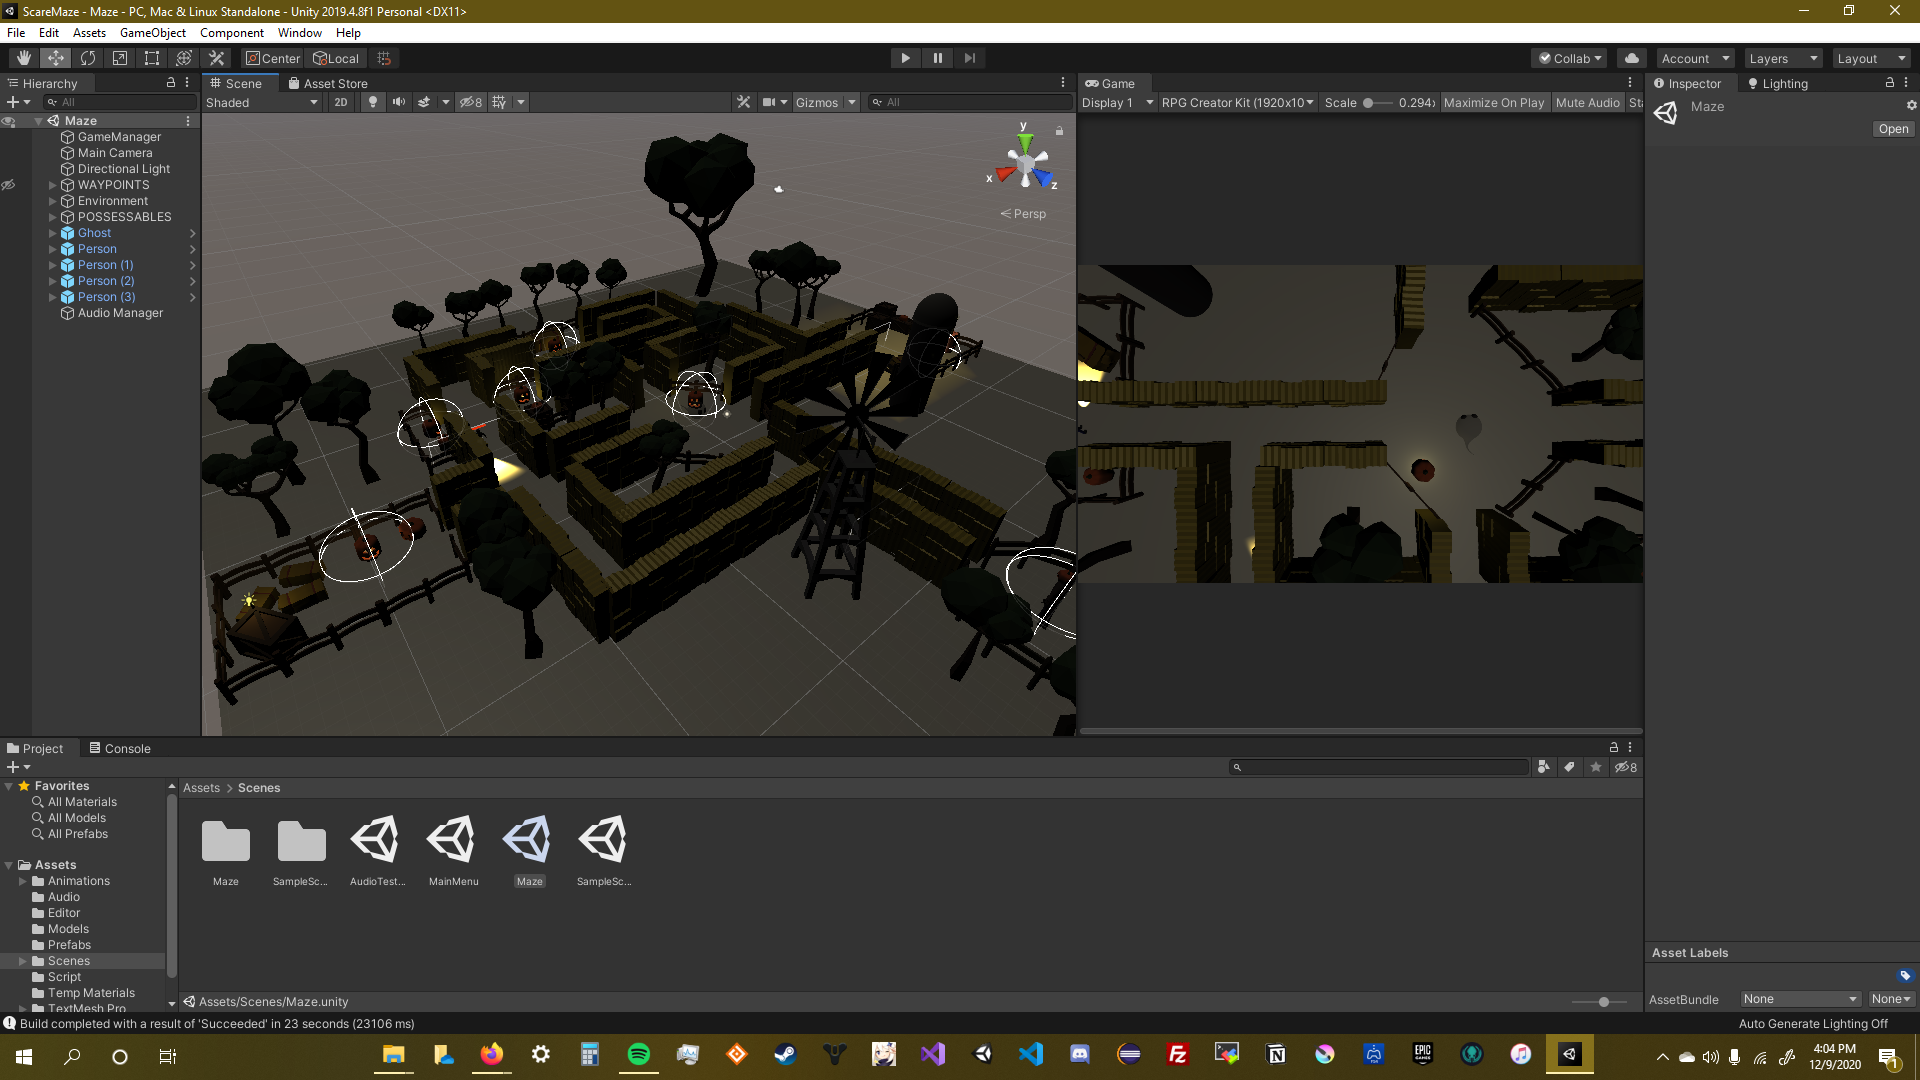 ScareMaze - Maze - PC, Mac & Linux Standalone - Unity 2019.4.8f1 Personal <DX11>
File Edit Assets GameObject Component Window Help
Center Local Collab Account Layers Layout
Hierarchy
All
Maze
GameManager
Main Camera
Directional Light
WAYPOINTS
Environment
POSSESSABLES
Ghost
Person
Person (1)
Person (2)
Person (3)
Audio Manager
Scene Asset Store
Shaded 2D 8 Gizmos All
y
x
z
Persp
Game
Display 1 RPG Creator Kit (1920x10 Scale 0.294 Maximize On Play Mute Audio Sta
Inspector Lighting
Maze
Open
Project Console
8
Favorites
All Materials
All Models
All Prefabs
Assets
Animations
Audio
Editor
Models
Prefabs
Scenes
Script
Temp Materials
TextMesh Pro
Assets > Scenes
Maze SampleSc... AudioTest... MainMenu Maze SampleSc...
Assets/Scenes/Maze.unity
Asset Labels
AssetBundle None None
Build completed with a result of 'Succeeded' in 23 seconds (23106 ms)
Auto Generate Lighting Off
4:04 PM
12/9/2020
1